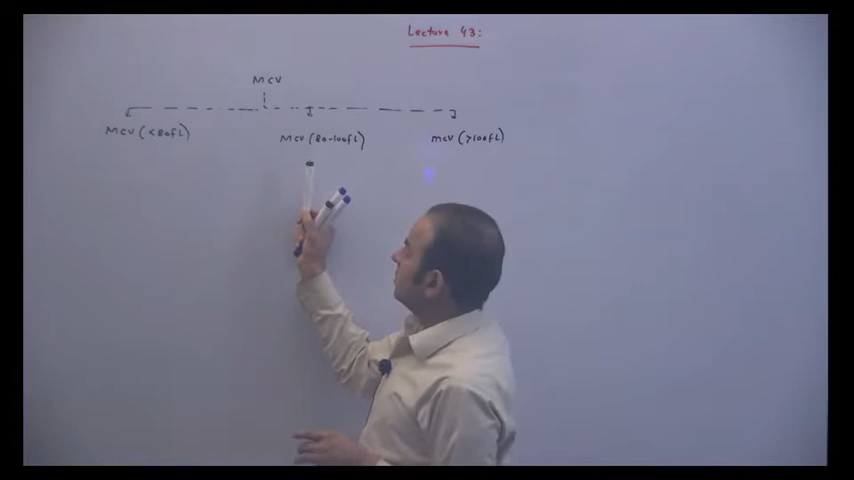 Lecture 43:
MCV
MCV (<80fl)
MCV (80-100fl)
MCV (>100fl)